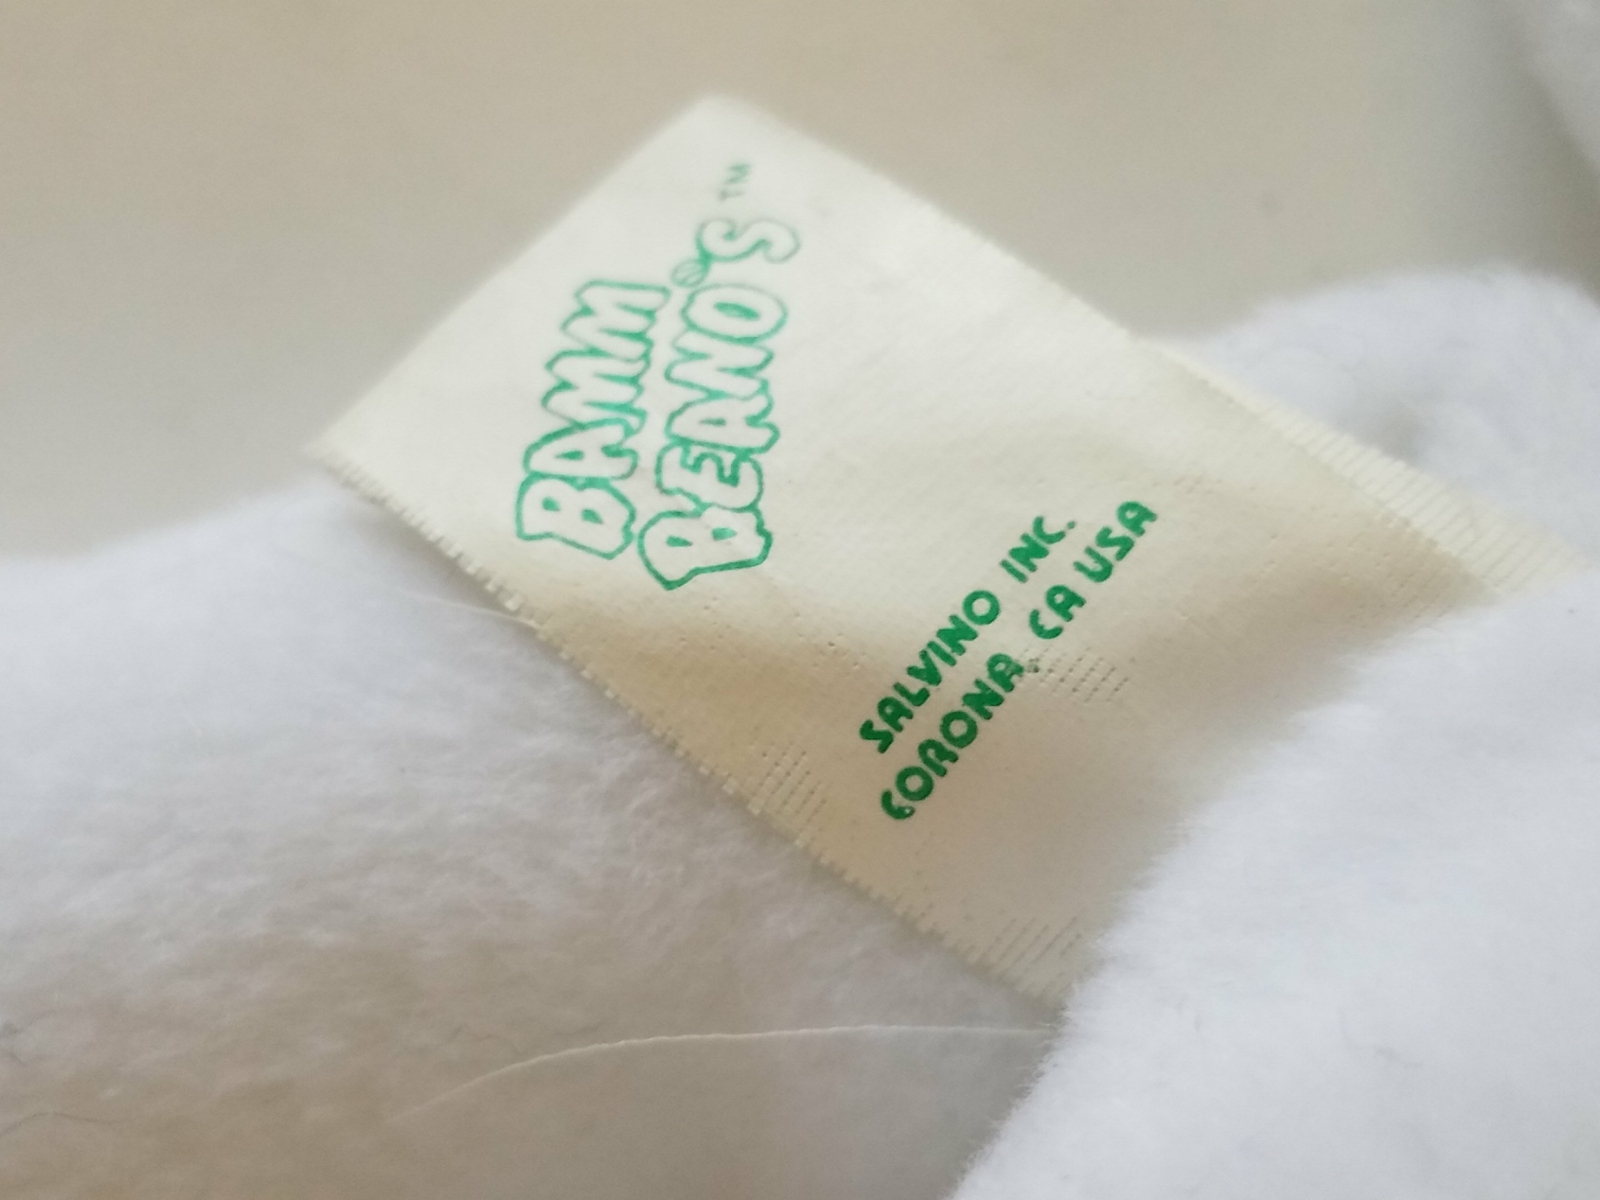 BAMM
BEANO'S™
SALVINO INC.
CORONA, CA USA